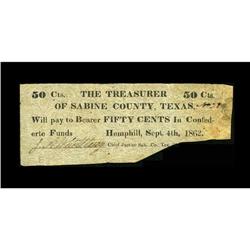 50 Cts. THE TREASURER 50 Cts.
OF SABINE COUNTY, TEXAS,
Will pay to Bearer FIFTY CENTS in Confed-
erte Funds Hemphill, Sept. 4th, 1862.
Chief Justice Sab. Co. Tex